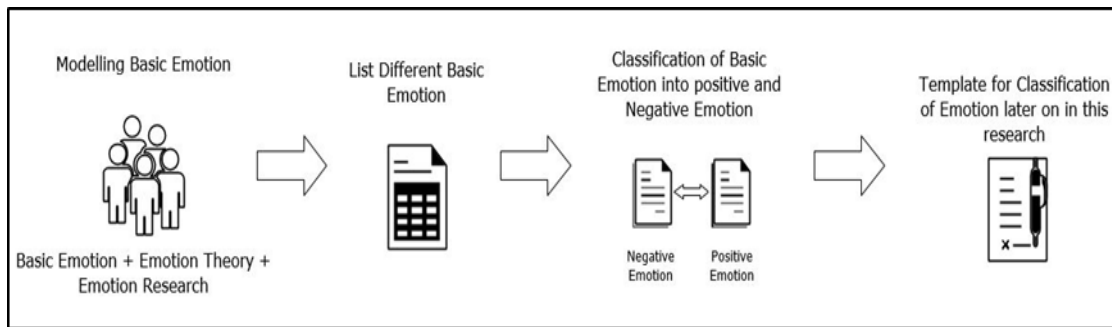 Modelling Basic Emotion
Basic Emotion + Emotion Theory +
Emotion Research
List Different Basic
Emotion
Classification of Basic
Emotion into positive and
Negative Emotion
Negative
Emotion
Positive
Emotion
Template for Classification
of Emotion later on in this
research